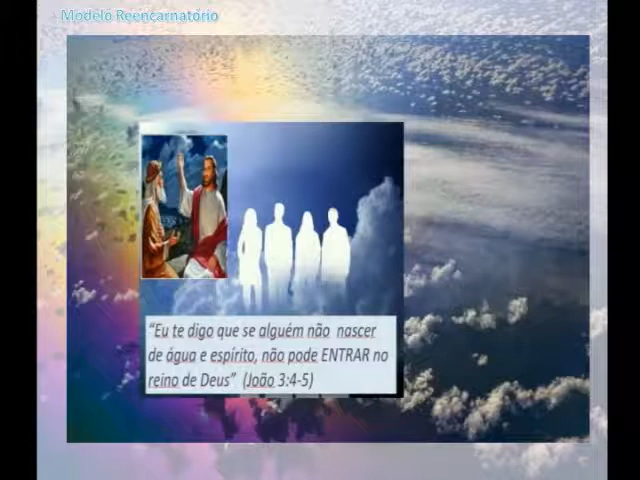 Modelo Reencarnatório
“Eu te digo que se alguém não nascer
de água e espírito, não pode ENTRAR no
reino de Deus” (João 3:4-5)